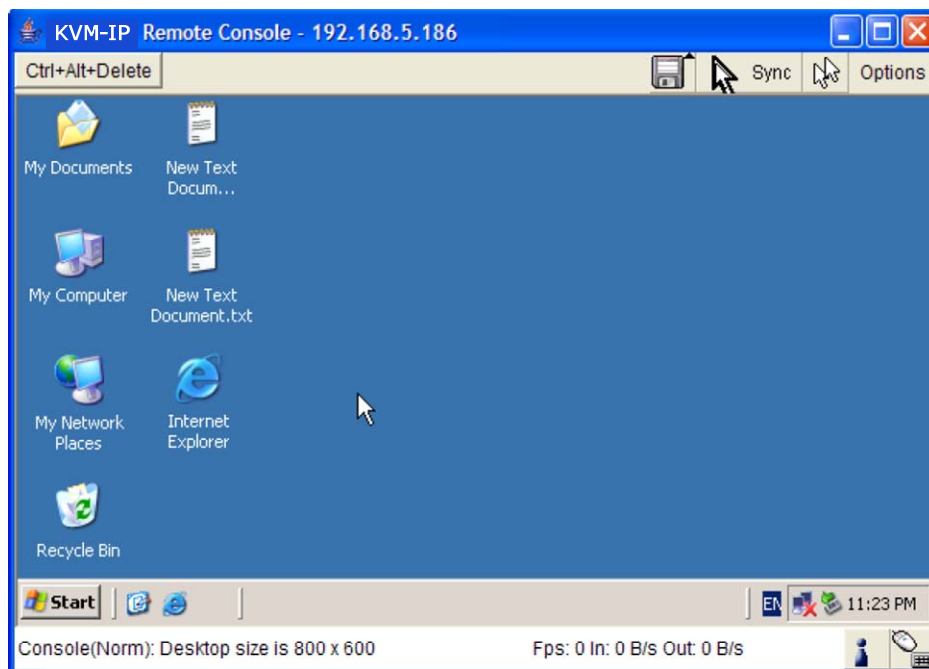 KVM-IP Remote Console - 192.168.5.186
Ctrl+Alt+Delete Sync Options
My Documents
New Text
Docum...
My Computer
New Text
Document.txt
My Network
Places
Internet
Explorer
Recycle Bin
Start EN 11:23 PM
Console(Norm): Desktop size is 800 x 600 Fps: 0 In: 0 B/s Out: 0 B/s